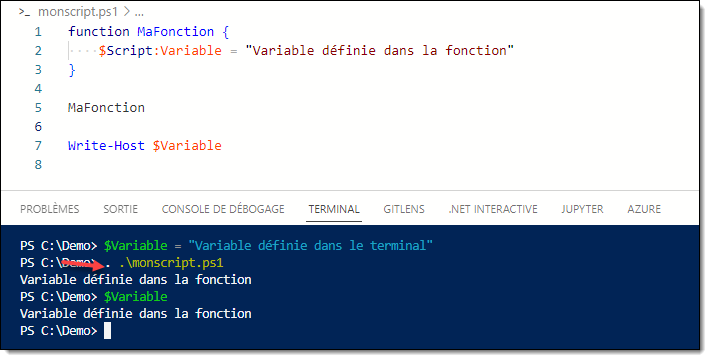 >_ monscript.ps1 > ...
1 function MaFonction {
2 ····$Script:Variable = "Variable définie dans la fonction"
3 }
4
5 MaFonction
6
7 Write-Host $Variable
8
PROBLÈMES SORTIE CONSOLE DE DÉBOGAGE TERMINAL GITLENS .NET INTERACTIVE JUPYTER AZURE
PS C:\Demo> $Variable = "Variable définie dans le terminal"
PS C:\Demo> . .\monscript.ps1
Variable définie dans la fonction
PS C:\Demo> $Variable
Variable définie dans la fonction
PS C:\Demo>